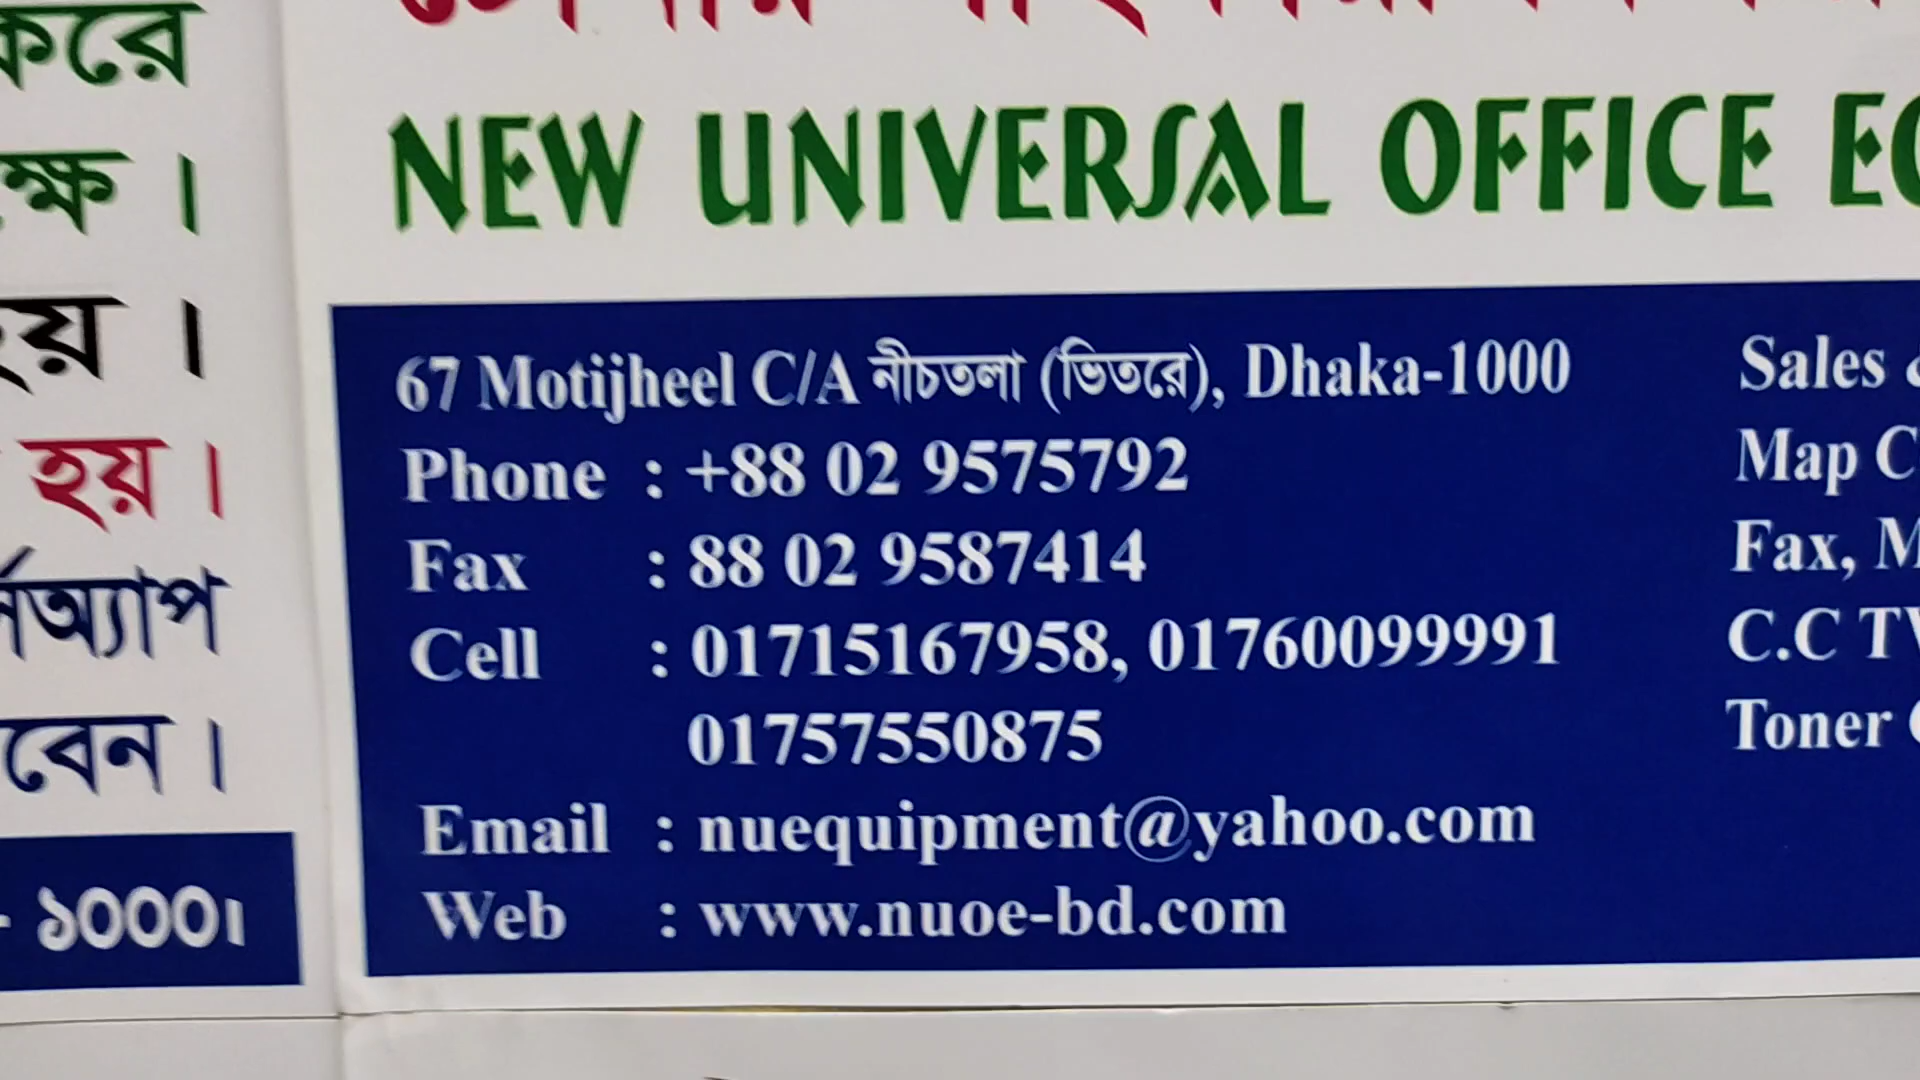 করে
ক্ষ ।
য় ।
হয় ।
অ্যাপ
বেন ।
- ১০০০।
NEW UNIVERSAL OFFICE
67 Motijheel C/A নীচতলা (ভিতরে), Dhaka-1000
Phone : +88 02 9575792
Fax : 88 02 9587414
Cell : 01715167958, 01760099991
01757550875
Email : nuequipment@yahoo.com
Web : www.nuoe-bd.com
Sales
Map
Fax,
C.C
Toner